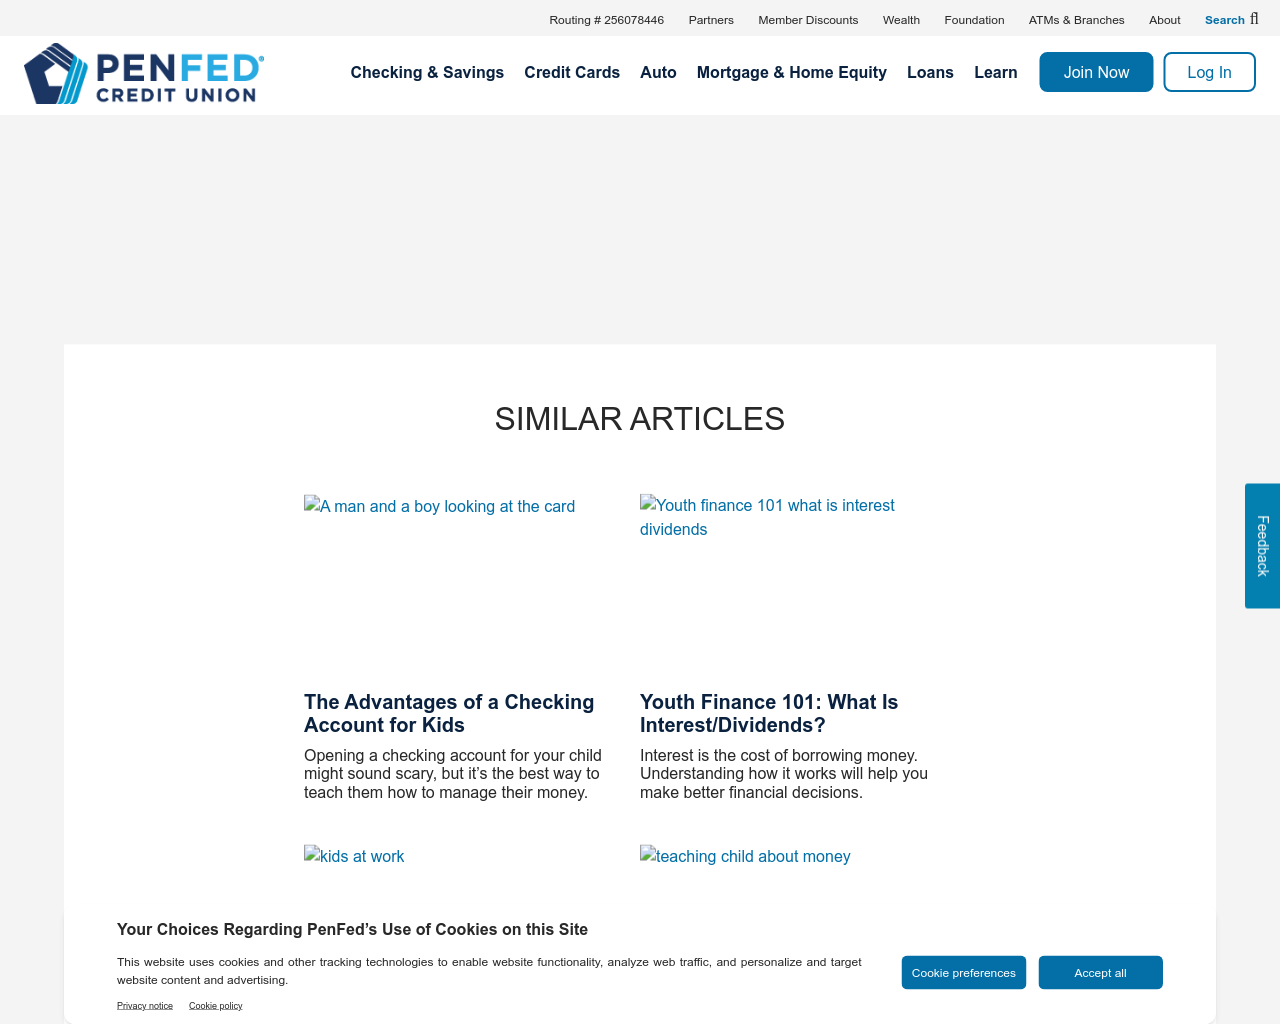 Routing # 256078446 Partners Member Discounts Wealth Foundation ATMs & Branches About Search
PENFED®
CREDIT UNION
Checking & Savings Credit Cards Auto Mortgage & Home Equity Loans Learn Join Now Log In
SIMILAR ARTICLES
A man and a boy looking at the card
Youth finance 101 what is interest
dividends
Feedback
The Advantages of a Checking
Account for Kids
Opening a checking account for your child
might sound scary, but it’s the best way to
teach them how to manage their money.
Youth Finance 101: What Is
Interest/Dividends?
Interest is the cost of borrowing money.
Understanding how it works will help you
make better financial decisions.
kids at work
teaching child about money
Your Choices Regarding PenFed’s Use of Cookies on this Site
This website uses cookies and other tracking technologies to enable website functionality, analyze web traffic, and personalize and target
website content and advertising.
Privacy notice Cookie policy
Cookie preferences Accept all